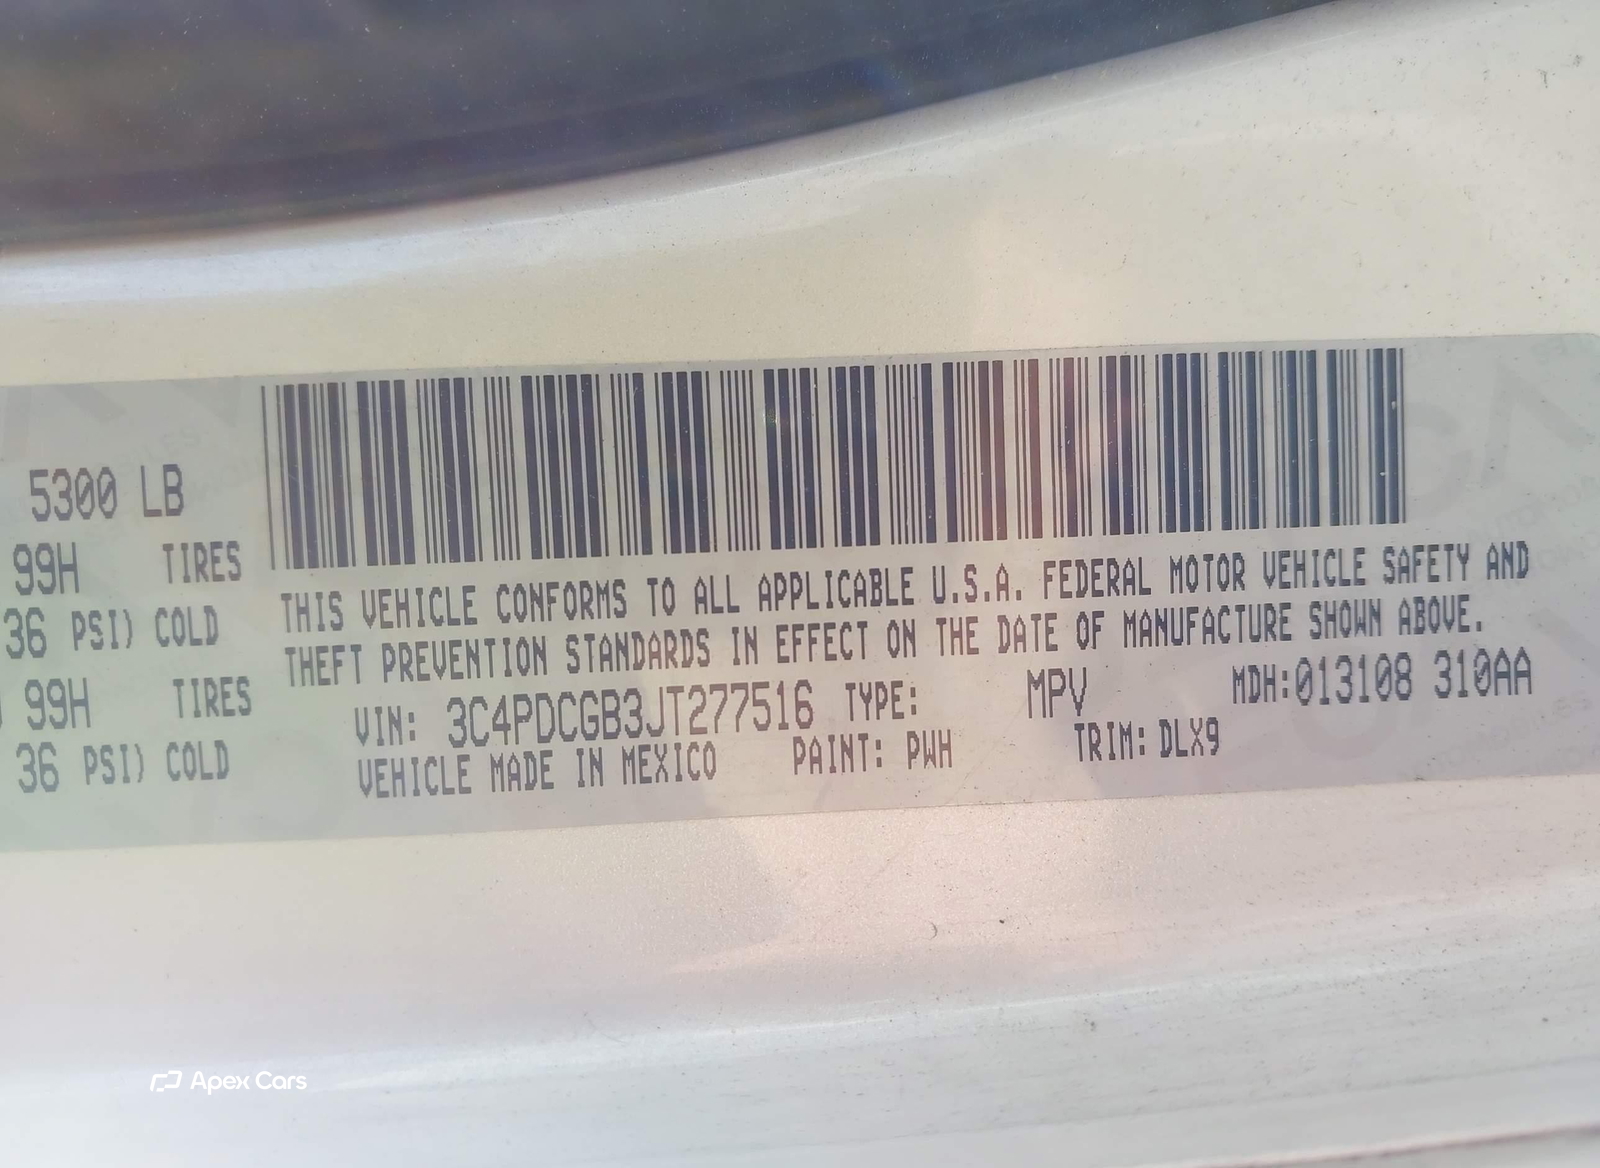 5300 LB
99H TIRES
36 PSI) COLD
99H TIRES
36 PSI) COLD
THIS VEHICLE CONFORMS TO ALL APPLICABLE U.S.A. FEDERAL MOTOR VEHICLE SAFETY AND
THEFT PREVENTION STANDARDS IN EFFECT ON THE DATE OF MANUFACTURE SHOWN ABOVE.
VIN: 3C4PDCGB3JT277516 TYPE: MPV MDH:013108 310AA
VEHICLE MADE IN MEXICO PAINT: PWH TRIM: DLX9
Apex Cars